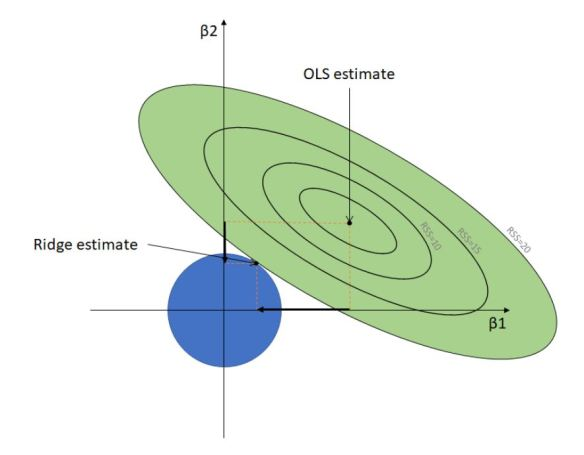 β2
OLS estimate
Ridge estimate
RSS=10
RSS=15
RSS=20
β1